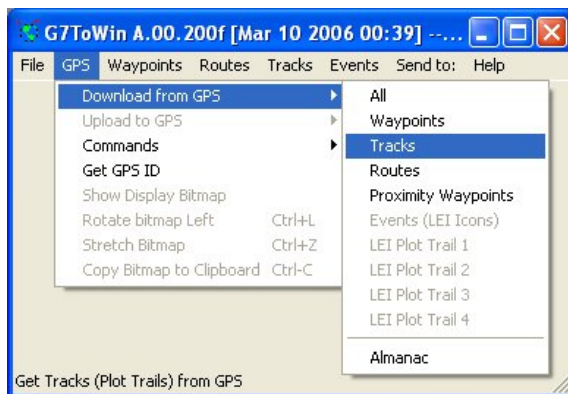 G7ToWin A.00.200f [Mar 10 2006 00:39] --...
File GPS Waypoints Routes Tracks Events Send to: Help
Download from GPS
Upload to GPS
Commands
Get GPS ID
Show Display Bitmap
Rotate bitmap Left Ctrl+L
Stretch Bitmap Ctrl+Z
Copy Bitmap to Clipboard Ctrl-C
All
Waypoints
Tracks
Routes
Proximity Waypoints
Events (LEI Icons)
LEI Plot Trail 1
LEI Plot Trail 2
LEI Plot Trail 3
LEI Plot Trail 4
Almanac
Get Tracks (Plot Trails) from GPS